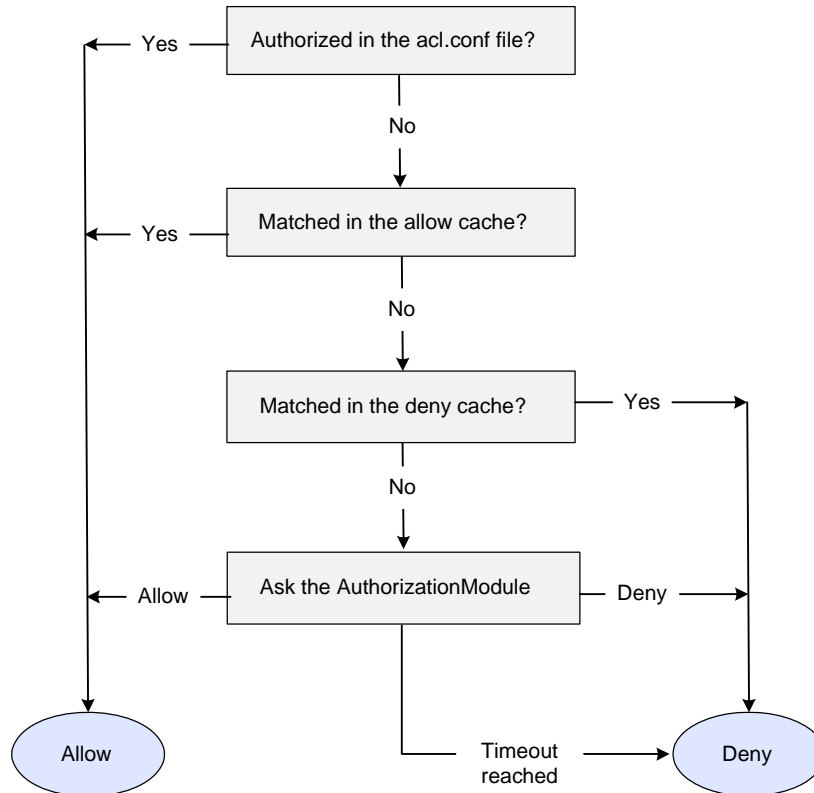 Yes
Authorized in the acl.conf file?
No
Yes
Matched in the allow cache?
No
Matched in the deny cache?
Yes
No
Allow
Ask the AuthorizationModule
Deny
Allow
Timeout
reached
Deny